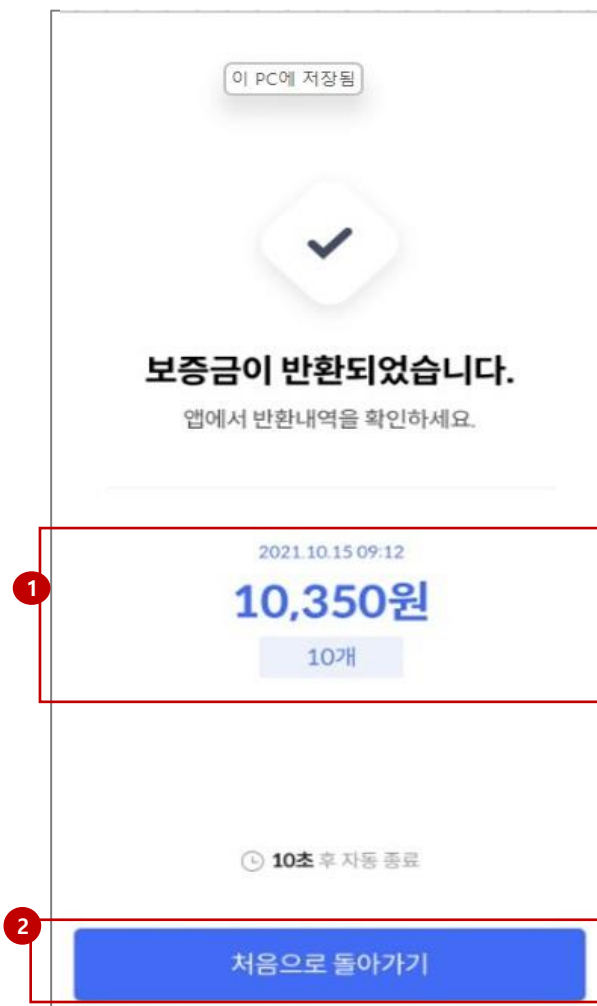 이 PC에 저장됨
보증금이 반환되었습니다.
앱에서 반환내역을 확인하세요.
1
2021.10.15 09:12
10,350원
10개
10초 후 자동 종료
2
처음으로 돌아가기